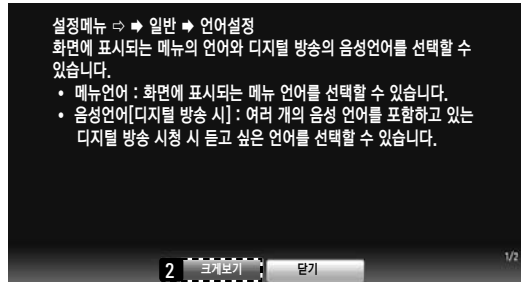 설정메뉴 ⇨ ➡ 일반 ➡ 언어설정
화면에 표시되는 메뉴의 언어와 디지털 방송의 음성언어를 선택할 수
있습니다.
• 메뉴언어 : 화면에 표시되는 메뉴 언어를 선택할 수 있습니다.
• 음성언어[디지털 방송 시] : 여러 개의 음성 언어를 포함하고 있는
디지털 방송 시청 시 듣고 싶은 언어를 선택할 수 있습니다.
2 크게보기 닫기
1/2